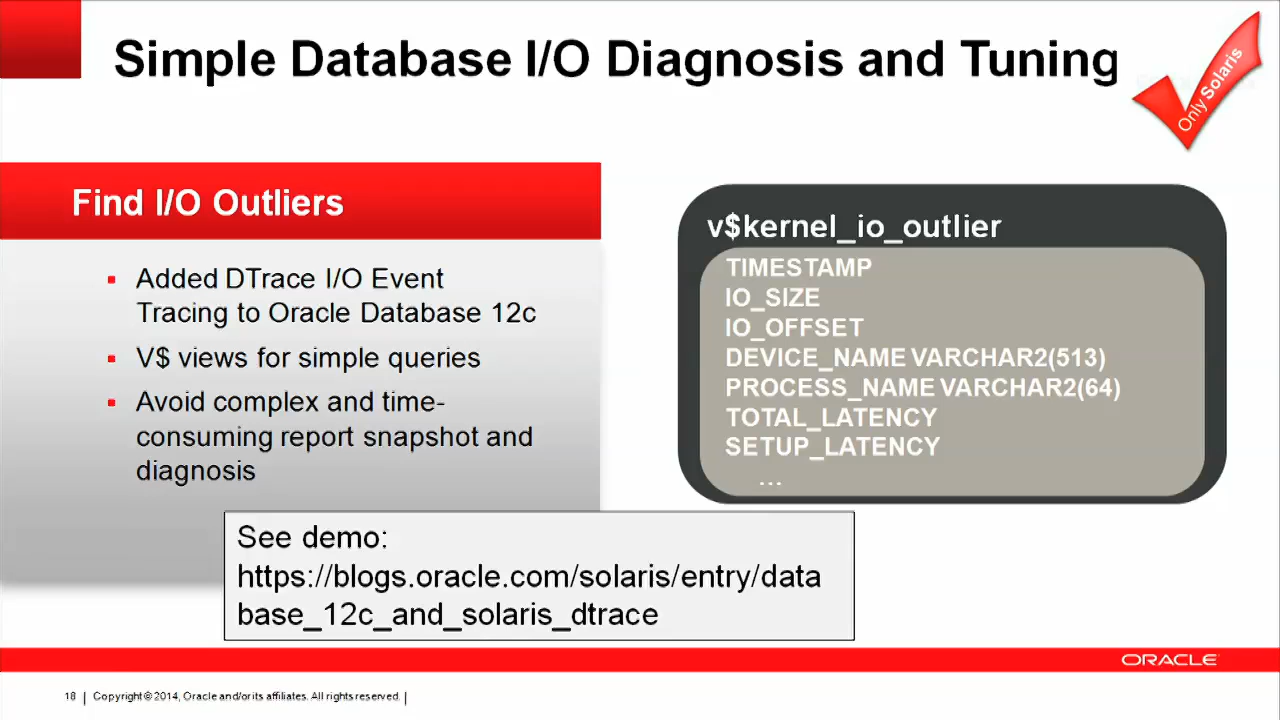 Simple Database I/O Diagnosis and Tuning
Only Solaris
Find I/O Outliers
▪ Added DTrace I/O Event
Tracing to Oracle Database 12c
▪ V$ views for simple queries
▪ Avoid complex and time-
consuming report snapshot and
diagnosis
v$kernel_io_outlier
TIMESTAMP
IO_SIZE
IO_OFFSET
DEVICE_NAME VARCHAR2(513)
PROCESS_NAME VARCHAR2(64)
TOTAL_LATENCY
SETUP_LATENCY
...
See demo:
https://blogs.oracle.com/solaris/entry/data
base_12c_and_solaris_dtrace
ORACLE
18 | Copyright © 2014, Oracle and/or its affiliates. All rights reserved. |